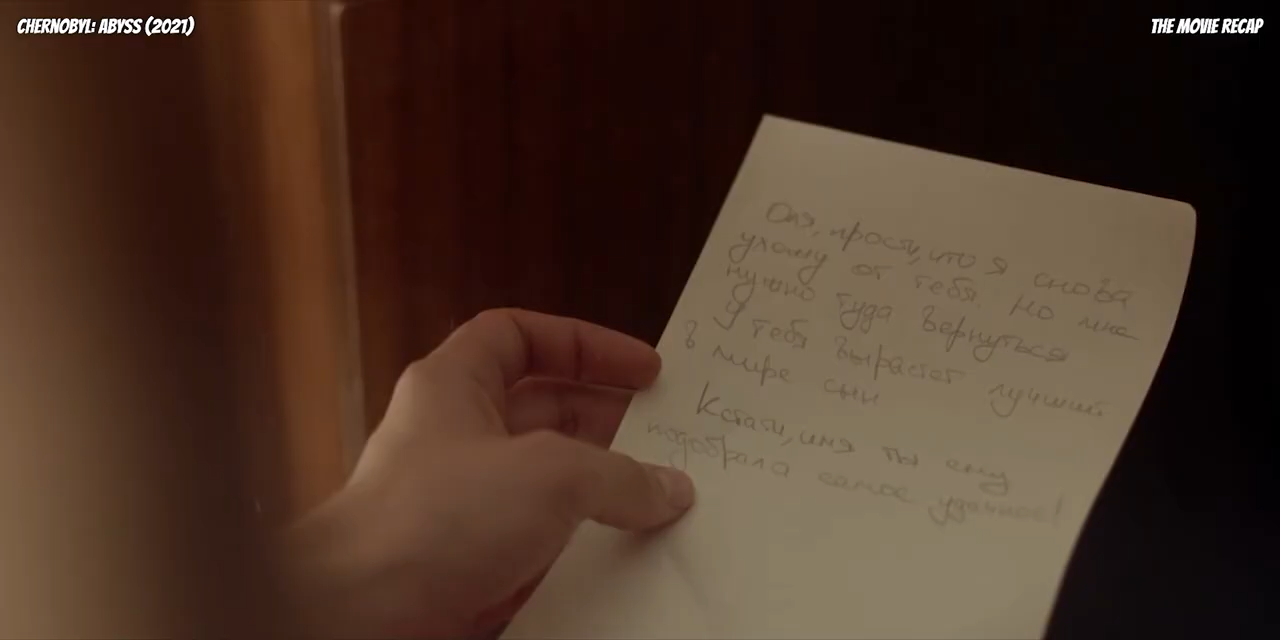 CHERNOBYL: ABYSS (2021)
THE MOVIE RECAP
Оля, прости, что я снова
ухожу от тебя. Но мне
нужно туда вернуться
У тебя вырастет лучший
в мире сын
Кстати, имя ты ему
подобрала самое удачное!